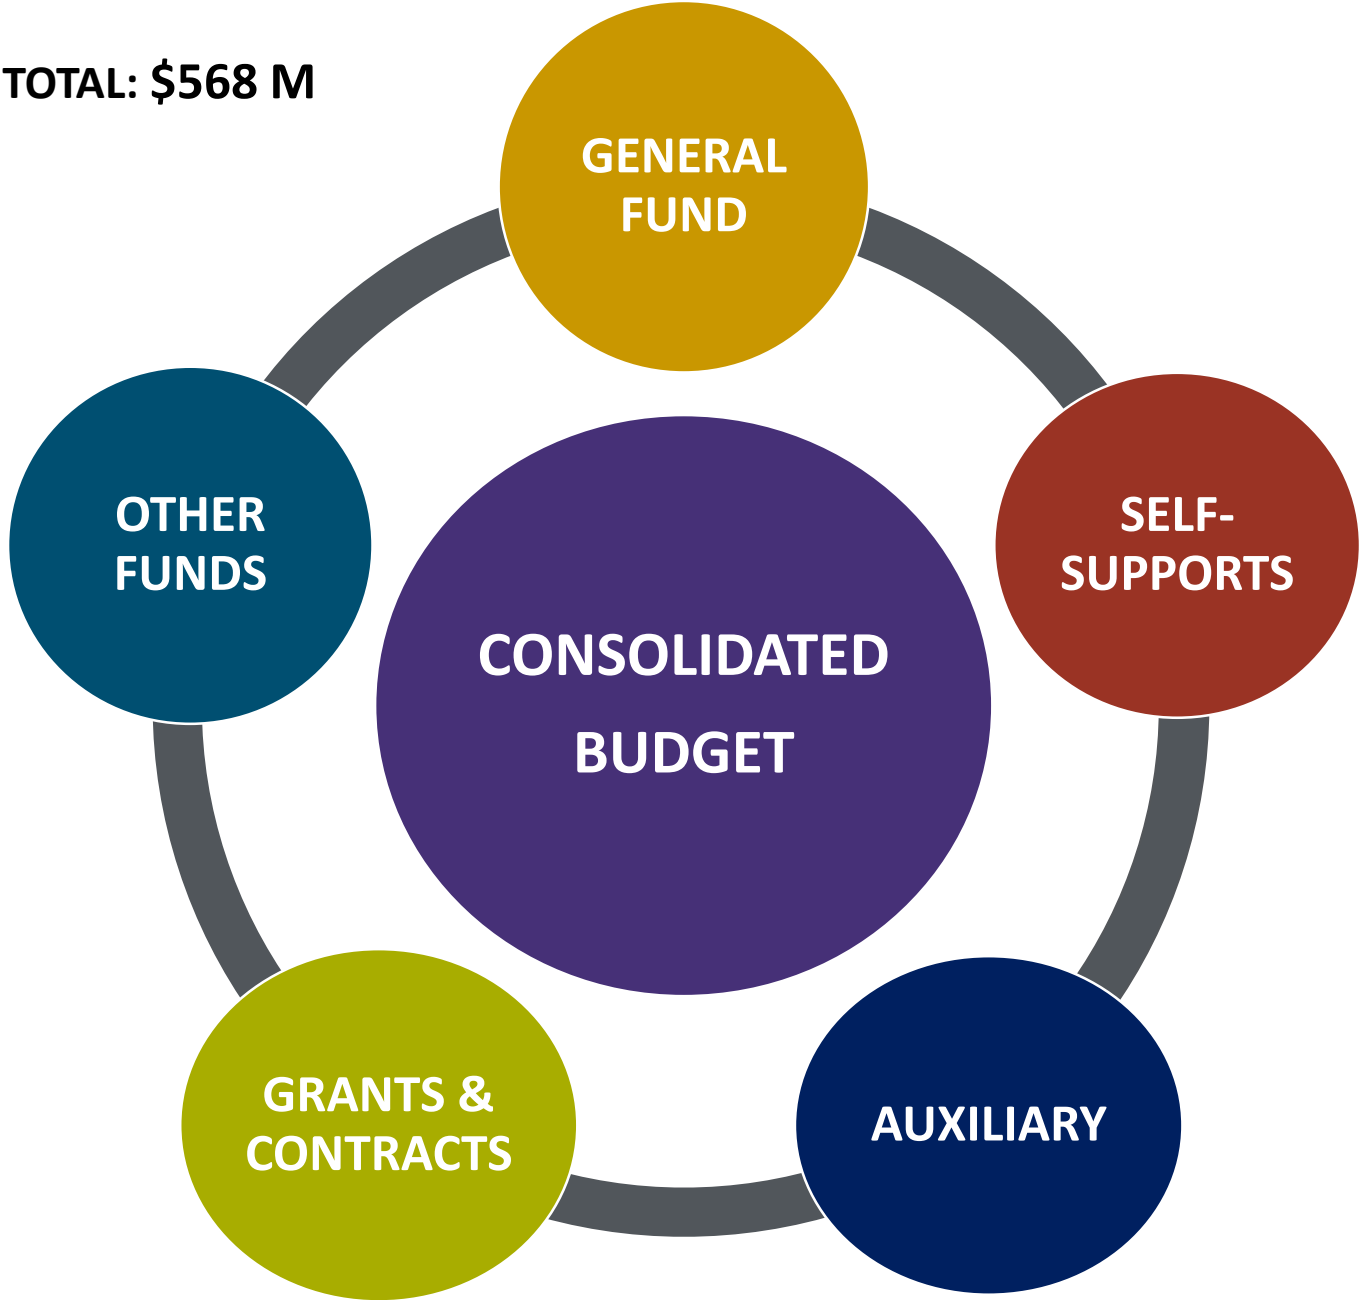 TOTAL: $568 M
GENERAL
FUND
OTHER
FUNDS
SELF-
SUPPORTS
CONSOLIDATED
BUDGET
GRANTS &
CONTRACTS
AUXILIARY